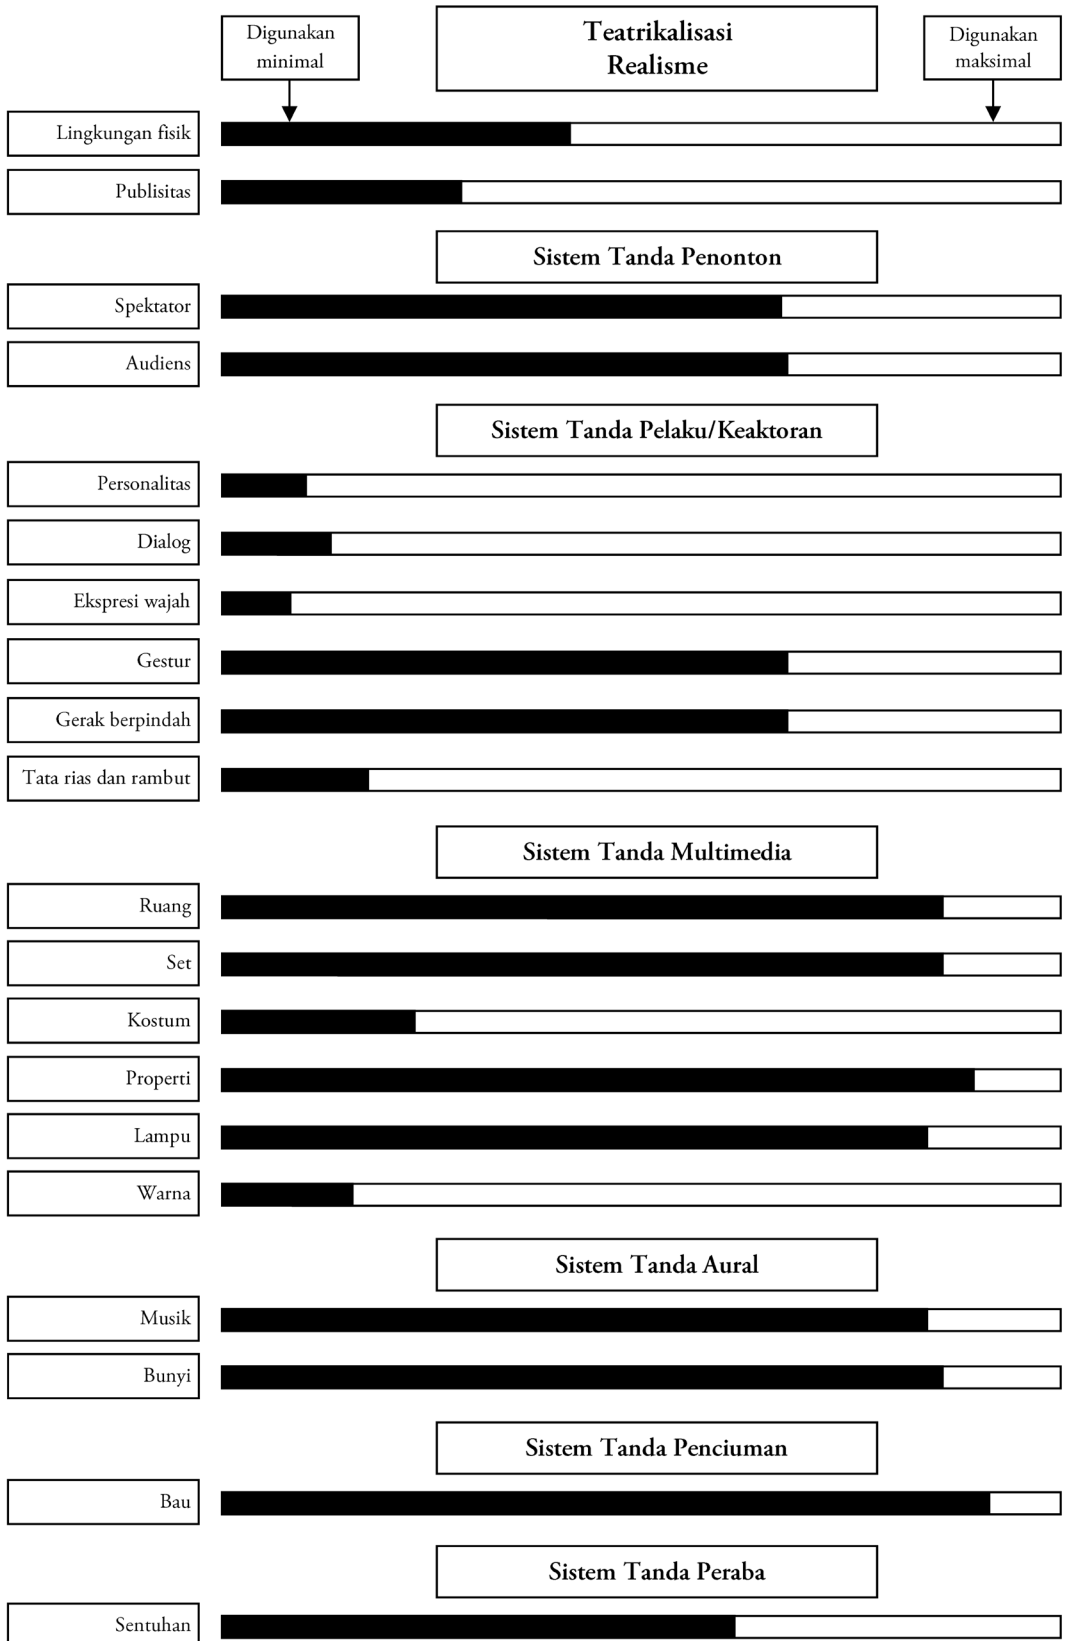 Digunakan
minimal
Teatrikalisasi
Realisme
Digunakan
maksimal
Lingkungan fisik
Publisitas
Sistem Tanda Penonton
Spektator
Audiens
Sistem Tanda Pelaku/Keaktoran
Personalitas
Dialog
Ekspresi wajah
Gestur
Gerak berpindah
Tata rias dan rambut
Sistem Tanda Multimedia
Ruang
Set
Kostum
Properti
Lampu
Warna
Sistem Tanda Aural
Musik
Bunyi
Sistem Tanda Penciuman
Bau
Sistem Tanda Peraba
Sentuhan